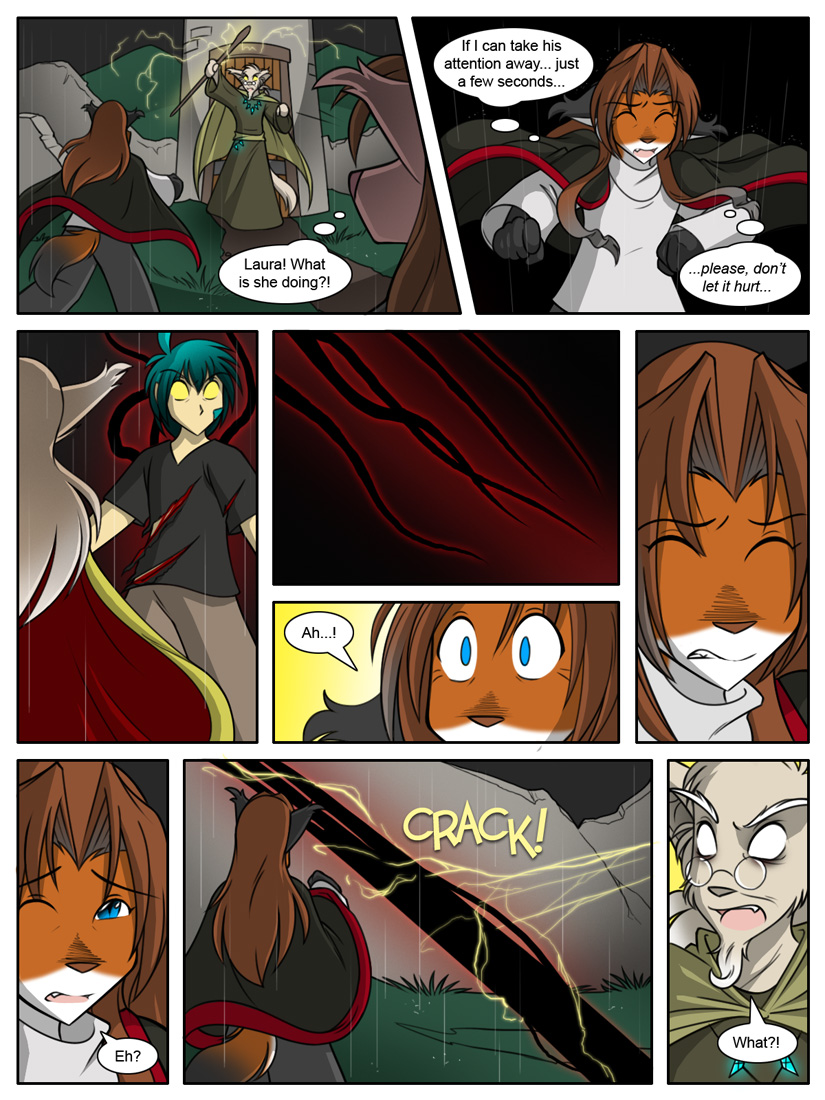 Laura! What
is she doing?!
If I can take his
attention away... just
a few seconds...
...please, don't
let it hurt...
Ah...!
Eh?
CRACK!
What?!